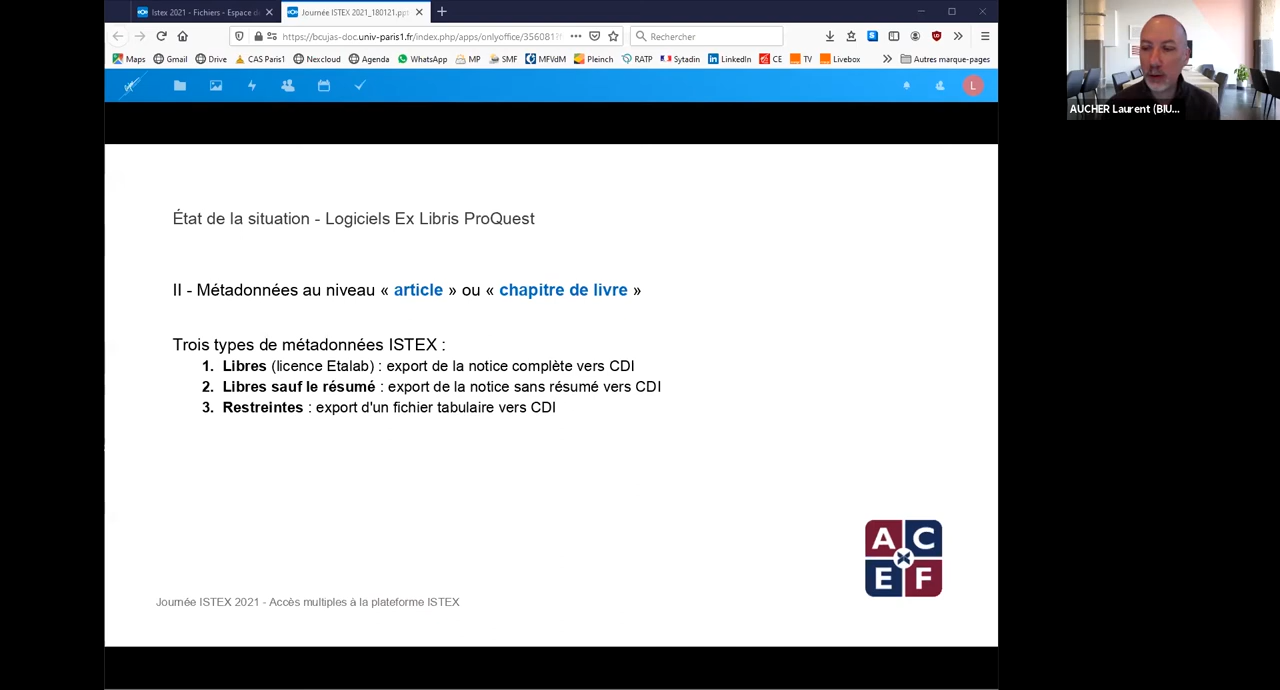 Istex 2021 - Fichiers - Espace d
Journée ISTEX 2021_180121.pp
https://bcujas-doc.univ-paris1.fr/index.php/apps/onlyoffice/356081?
Rechercher
Maps Gmail Drive CAS Paris1 Nexcloud Agenda WhatsApp MP SMF MFVdM Pleinch RATP Sytadin LinkedIn CE TV Livebox Autres marque-pages
L
AUCHER Laurent (BIU...
État de la situation - Logiciels Ex Libris ProQuest
II - Métadonnées au niveau « article » ou « chapitre de livre »
Trois types de métadonnées ISTEX :
1. Libres (licence Etalab) : export de la notice complète vers CDI
2. Libres sauf le résumé : export de la notice sans résumé vers CDI
3. Restreintes : export d'un fichier tabulaire vers CDI
A C
E F
Journée ISTEX 2021 - Accès multiples à la plateforme ISTEX